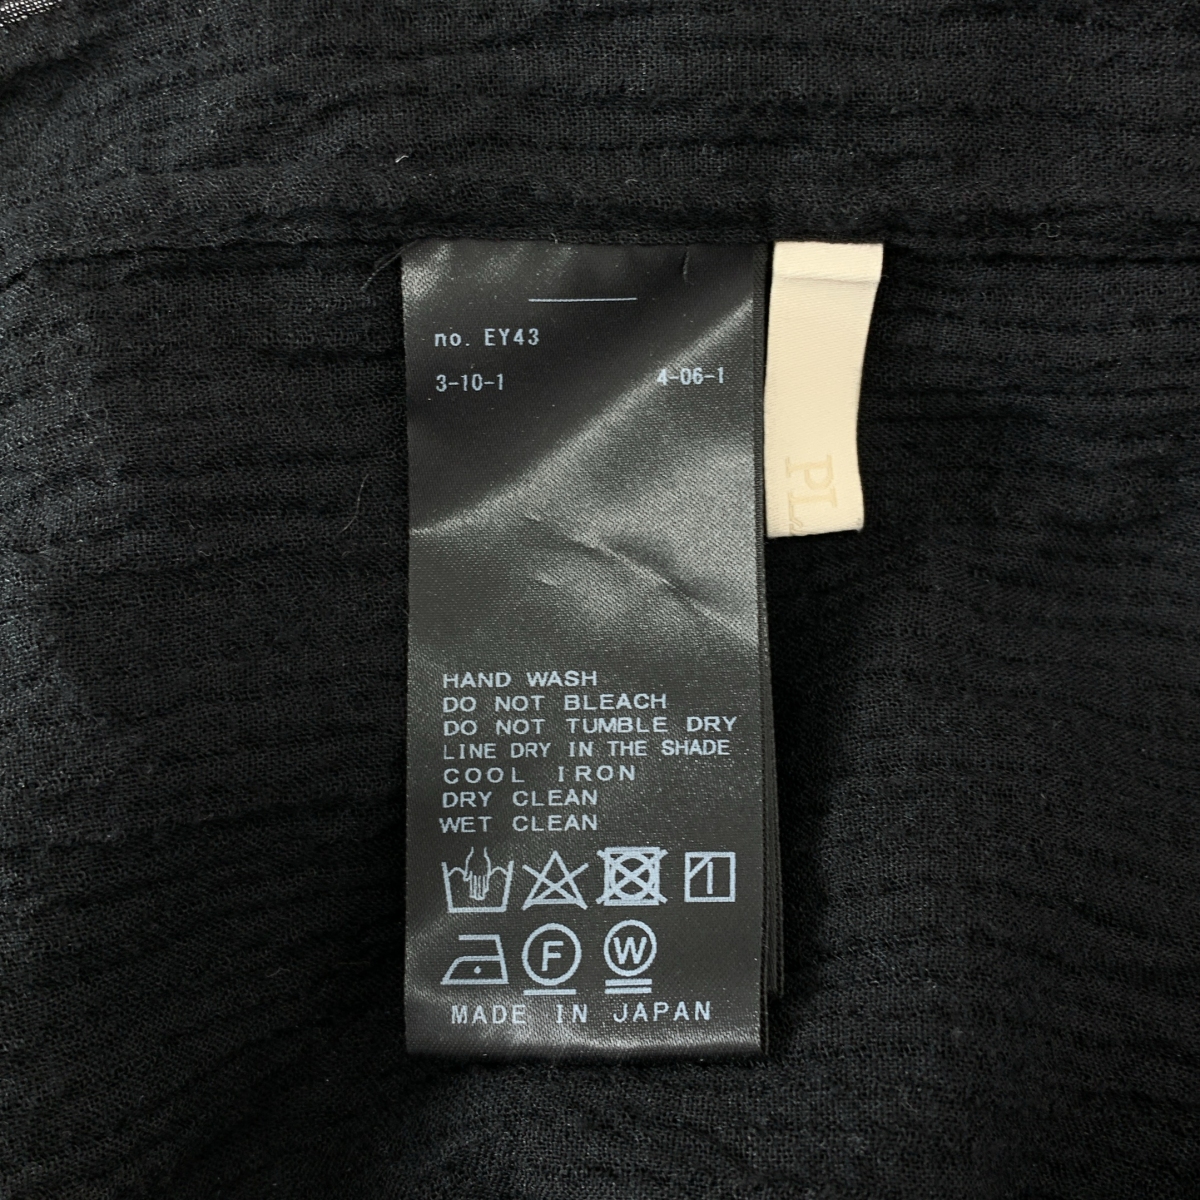 no. EY43
3-10-1 4-06-1
HAND WASH
DO NOT BLEACH
DO NOT TUMBLE DRY
LINE DRY IN THE SHADE
COOL IRON
DRY CLEAN
WET CLEAN
F W
MADE IN JAPAN